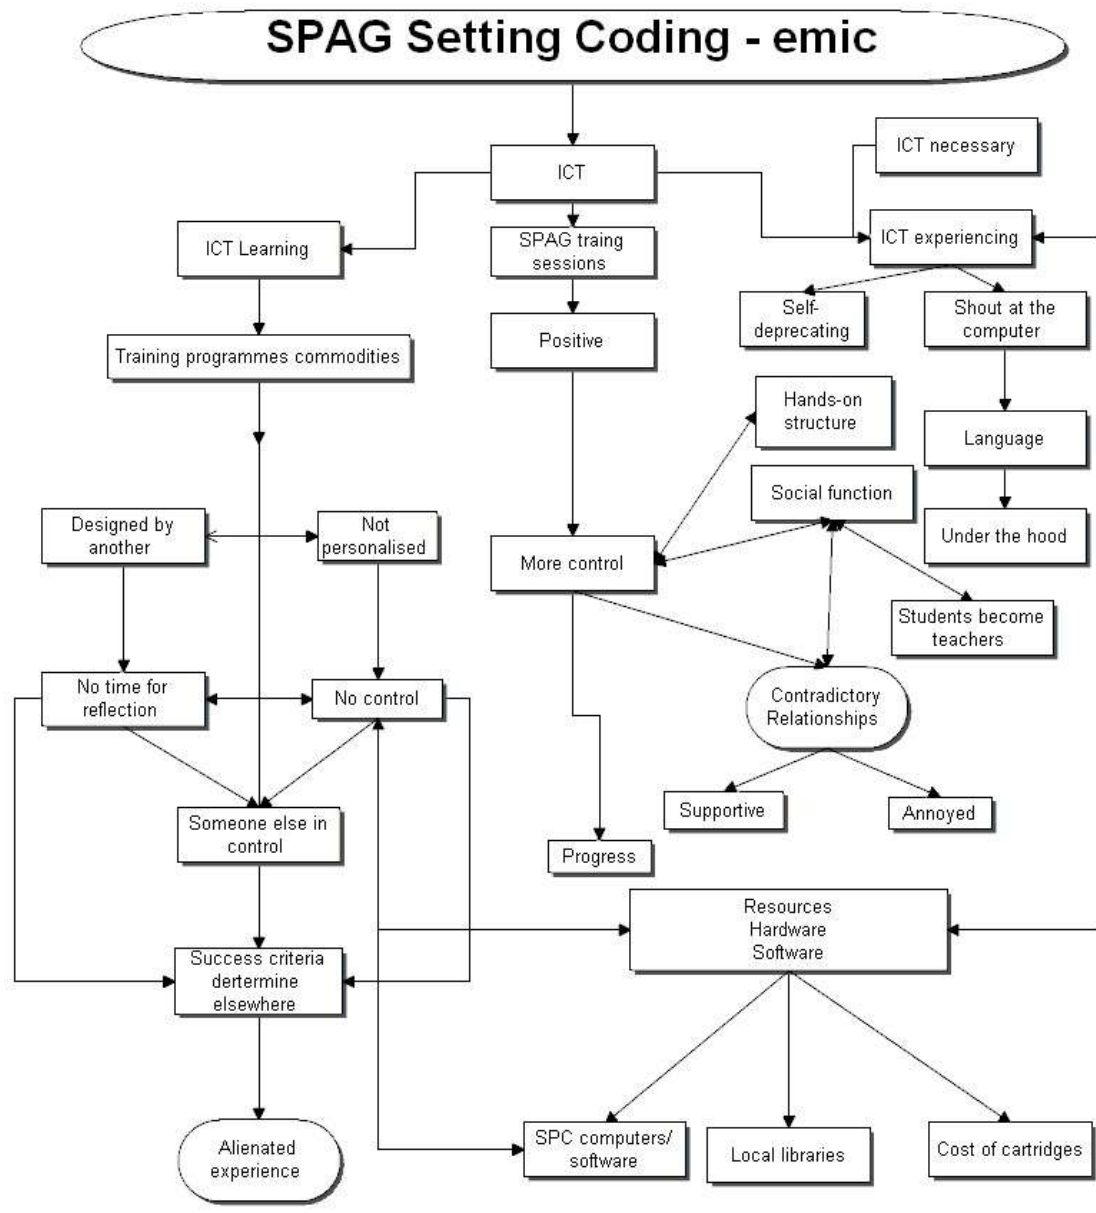 SPAG Setting Coding - emic
ICT
ICT necessary
ICT Learning
SPAG traing
sessions
ICT experiencing
Self-
deprecating
Shout at the
computer
Training programmes commodities
Positive
Hands-on
structure
Language
Social function
Designed by
another
Not
personalised
More control
Under the hood
Students become
teachers
No time for
reflection
No control
Contradictory
Relationships
Supportive
Annoyed
Someone else in
control
Progress
Resources
Hardware
Software
Success criteria
dertermine
elsewhere
Alienated
experience
SPC computers/
software
Local libraries
Cost of cartridges